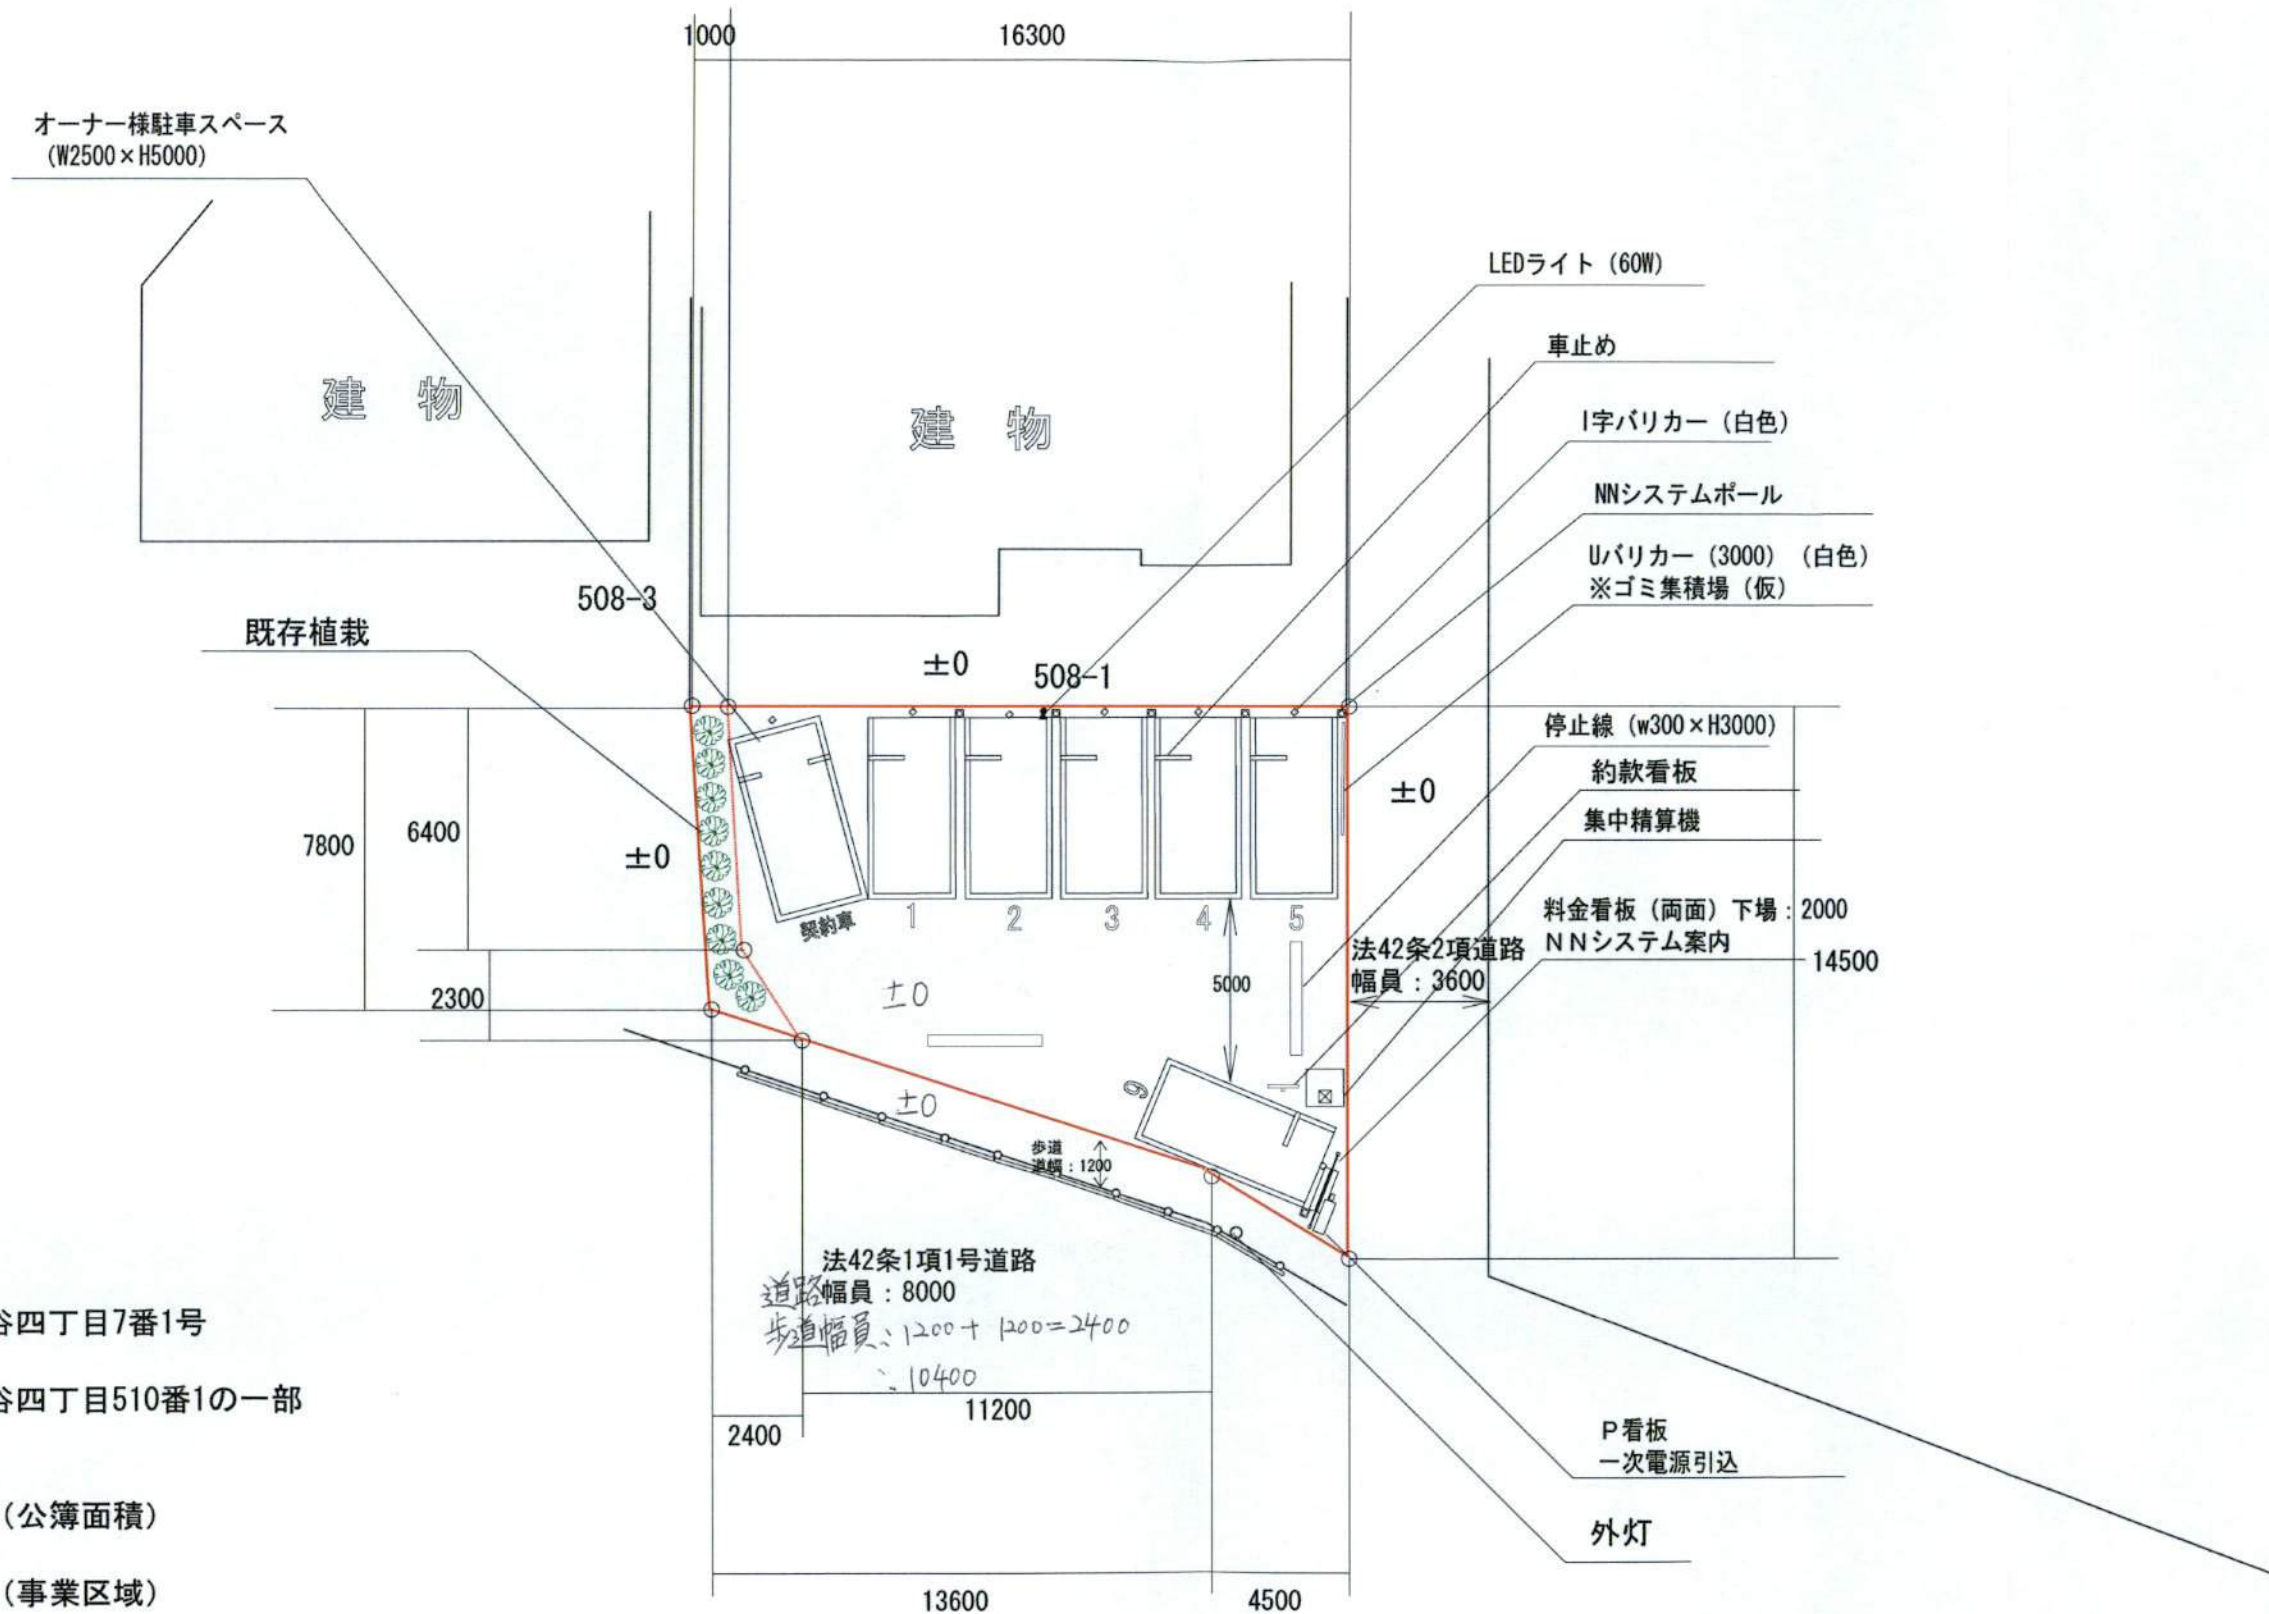 1000
16300
オーナー様駐車スペース
(W2500×H5000)
LEDライト（60W）
車止め
建　物
建　物
I字バリカー（白色）
NNシステムポール
Uバリカー（3000）（白色）
※ゴミ集積場（仮）
508-3
既存植栽
±0
508-1
停止線（w300×H3000）
約款看板
±0
集中精算機
7800
6400
±0
料金看板（両面）下場：2000
NNシステム案内
14500
契約車
1
2
3
4
5
法42条2項道路
幅員：3600
5000
2300
±0
6
±0
歩道
道幅：1200
法42条1項1号道路
道路幅員：8000
歩道幅員：1200+1200=2400
：10400
11200
2400
谷四丁目7番1号
谷四丁目510番1の一部
（公簿面積）
（事業区域）
P看板
一次電源引込
外灯
13600
4500